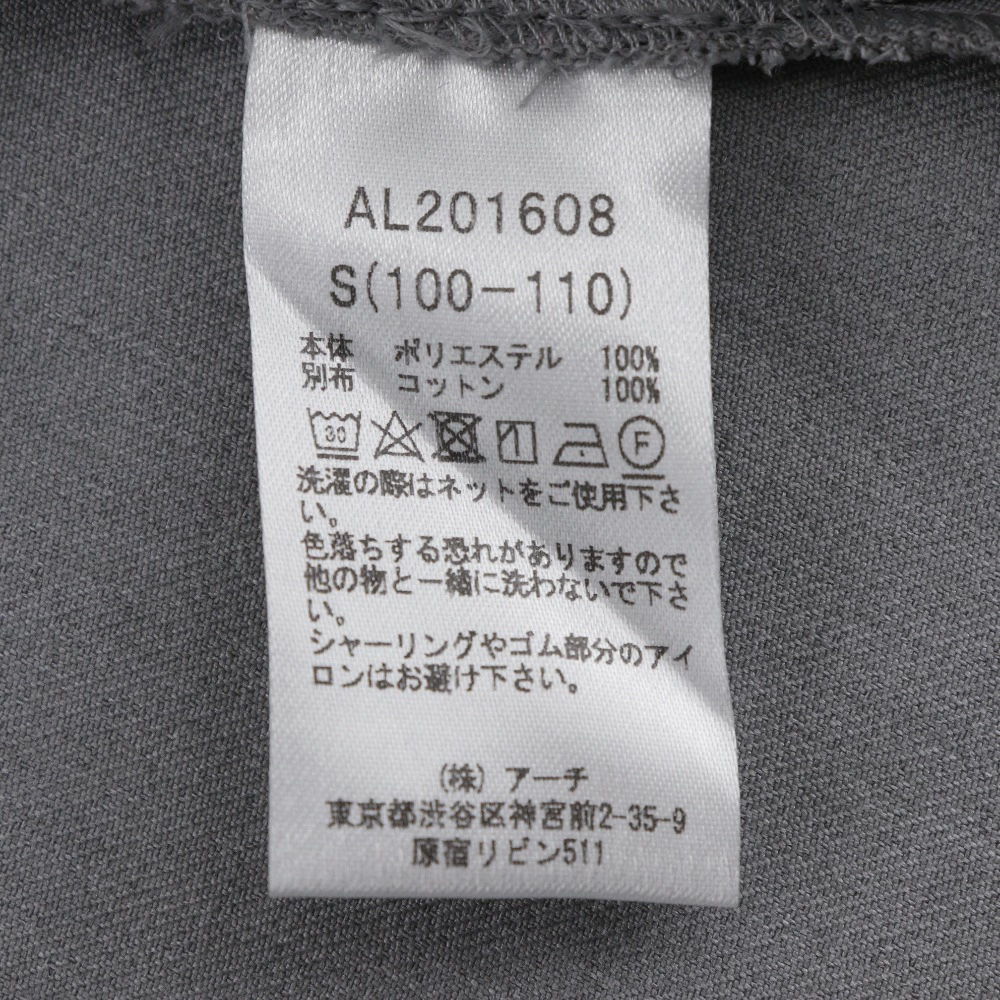 AL201608
S(100-110)
本体 ポリエステル 100%
別布 コットン 100%
30 F
洗濯の際はネットをご使用下さ
い。
色落ちする恐れがありますので
他の物と一緒に洗わないで下さ
い。
シャーリングやゴム部分のアイ
ロンはお避け下さい。
(株) アーチ
東京都渋谷区神宮前2-35-9
原宿リビン511